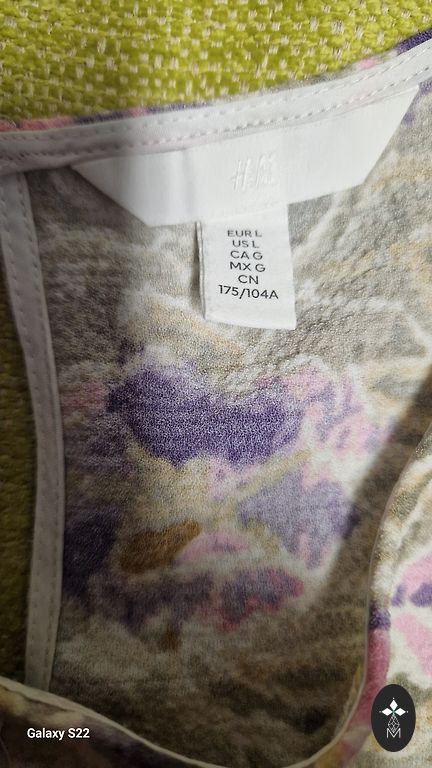 H&M
EUR L
US L
CA G
MX G
CN
175/104A
Galaxy S22
M